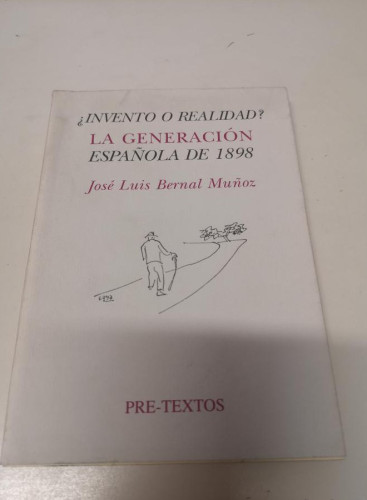 ¿INVENTO O REALIDAD?
LA GENERACIÓN
ESPAÑOLA DE 1898
José Luis Bernal Muñoz
PRE-TEXTOS